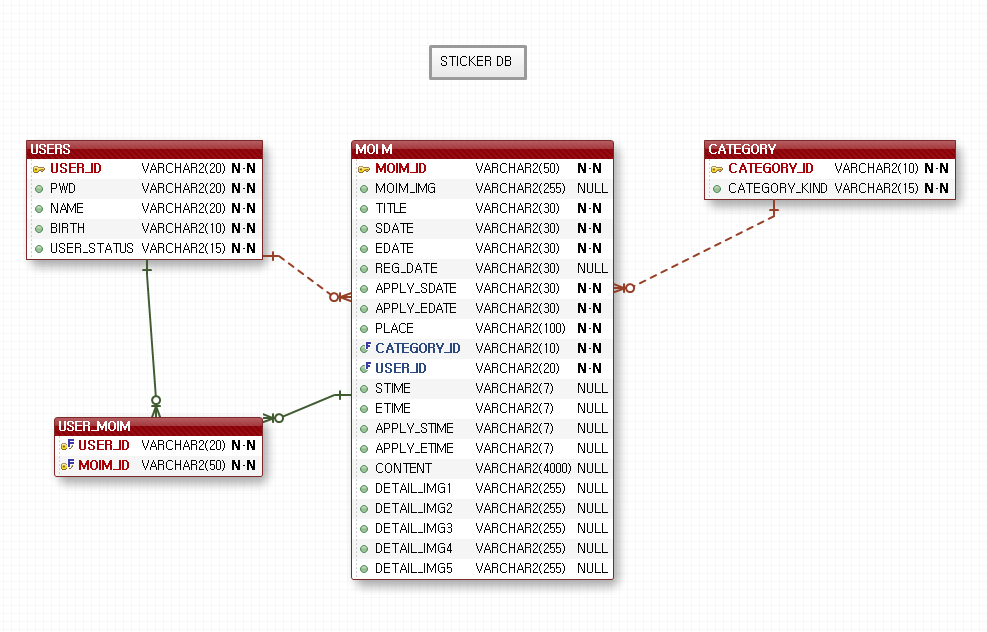 STICKER DB
USERS
USER_ID VARCHAR2(20) N-N
PWD VARCHAR2(20) N-N
NAME VARCHAR2(20) N-N
BIRTH VARCHAR2(10) N-N
USER_STATUS VARCHAR2(15) N-N
MOIM
MOIM_ID VARCHAR2(50) N-N
MOIM_IMG VARCHAR2(255) NULL
TITLE VARCHAR2(30) N-N
SDATE VARCHAR2(30) N-N
EDATE VARCHAR2(30) N-N
REG_DATE VARCHAR2(30) NULL
APPLY_SDATE VARCHAR2(30) N-N
APPLY_EDATE VARCHAR2(30) N-N
PLACE VARCHAR2(100) N-N
F CATEGORY_ID VARCHAR2(10) N-N
F USER_ID VARCHAR2(20) N-N
STIME VARCHAR2(7) NULL
ETIME VARCHAR2(7) NULL
APPLY_STIME VARCHAR2(7) NULL
APPLY_ETIME VARCHAR2(7) NULL
CONTENT VARCHAR2(4000) NULL
DETAIL_IMG1 VARCHAR2(255) NULL
DETAIL_IMG2 VARCHAR2(255) NULL
DETAIL_IMG3 VARCHAR2(255) NULL
DETAIL_IMG4 VARCHAR2(255) NULL
DETAIL_IMG5 VARCHAR2(255) NULL
CATEGORY
CATEGORY_ID VARCHAR2(10) N-N
CATEGORY_KIND VARCHAR2(15) N-N
USER_MOIM
F USER_ID VARCHAR2(20) N-N
F MOIM_ID VARCHAR2(50) N-N